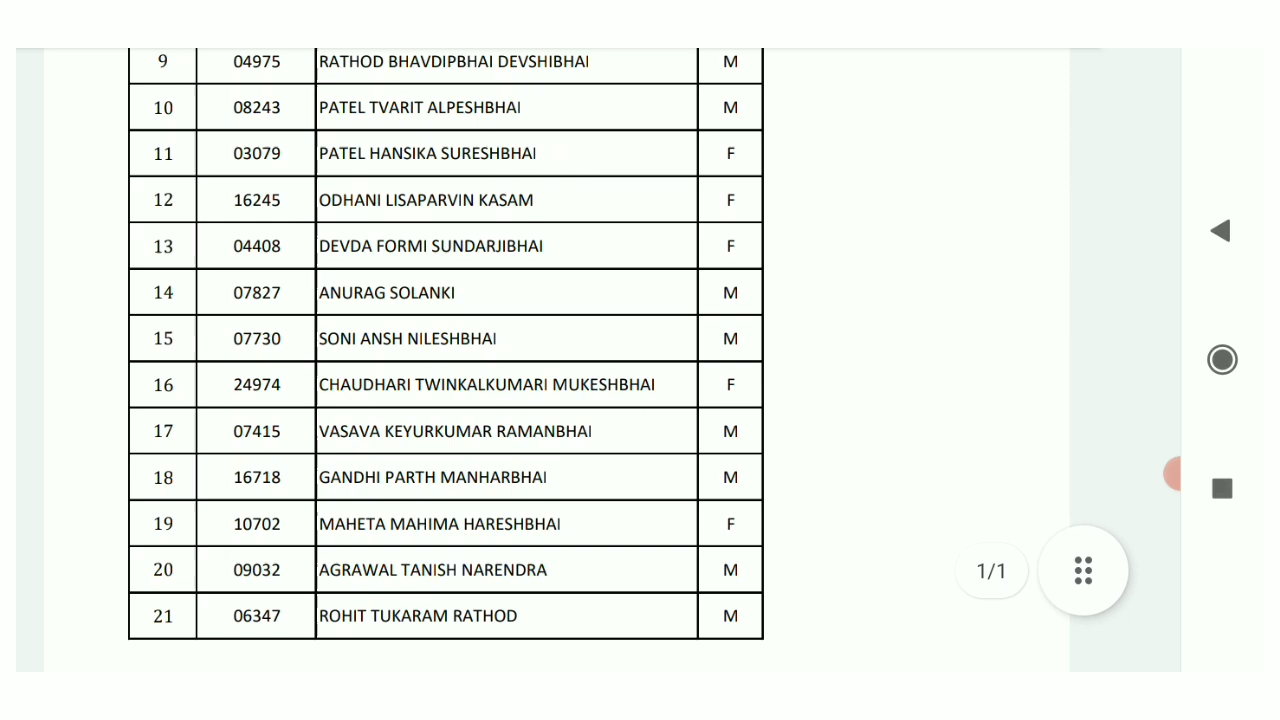 9 04975 RATHOD BHAVDIPBHAI DEVSHIBHAI M
10 08243 PATEL TVARIT ALPESHBHAI M
11 03079 PATEL HANSIKA SURESHBHAI F
12 16245 ODHANI LISAPARVIN KASAM F
13 04408 DEVDA FORMI SUNDARJIBHAI F
14 07827 ANURAG SOLANKI M
15 07730 SONI ANSH NILESHBHAI M
16 24974 CHAUDHARI TWINKALKUMARI MUKESHBHAI F
17 07415 VASAVA KEYURKUMAR RAMANBHAI M
18 16718 GANDHI PARTH MANHARBHAI M
19 10702 MAHETA MAHIMA HARESHBHAI F
20 09032 AGRAWAL TANISH NARENDRA M
21 06347 ROHIT TUKARAM RATHOD M
1/1